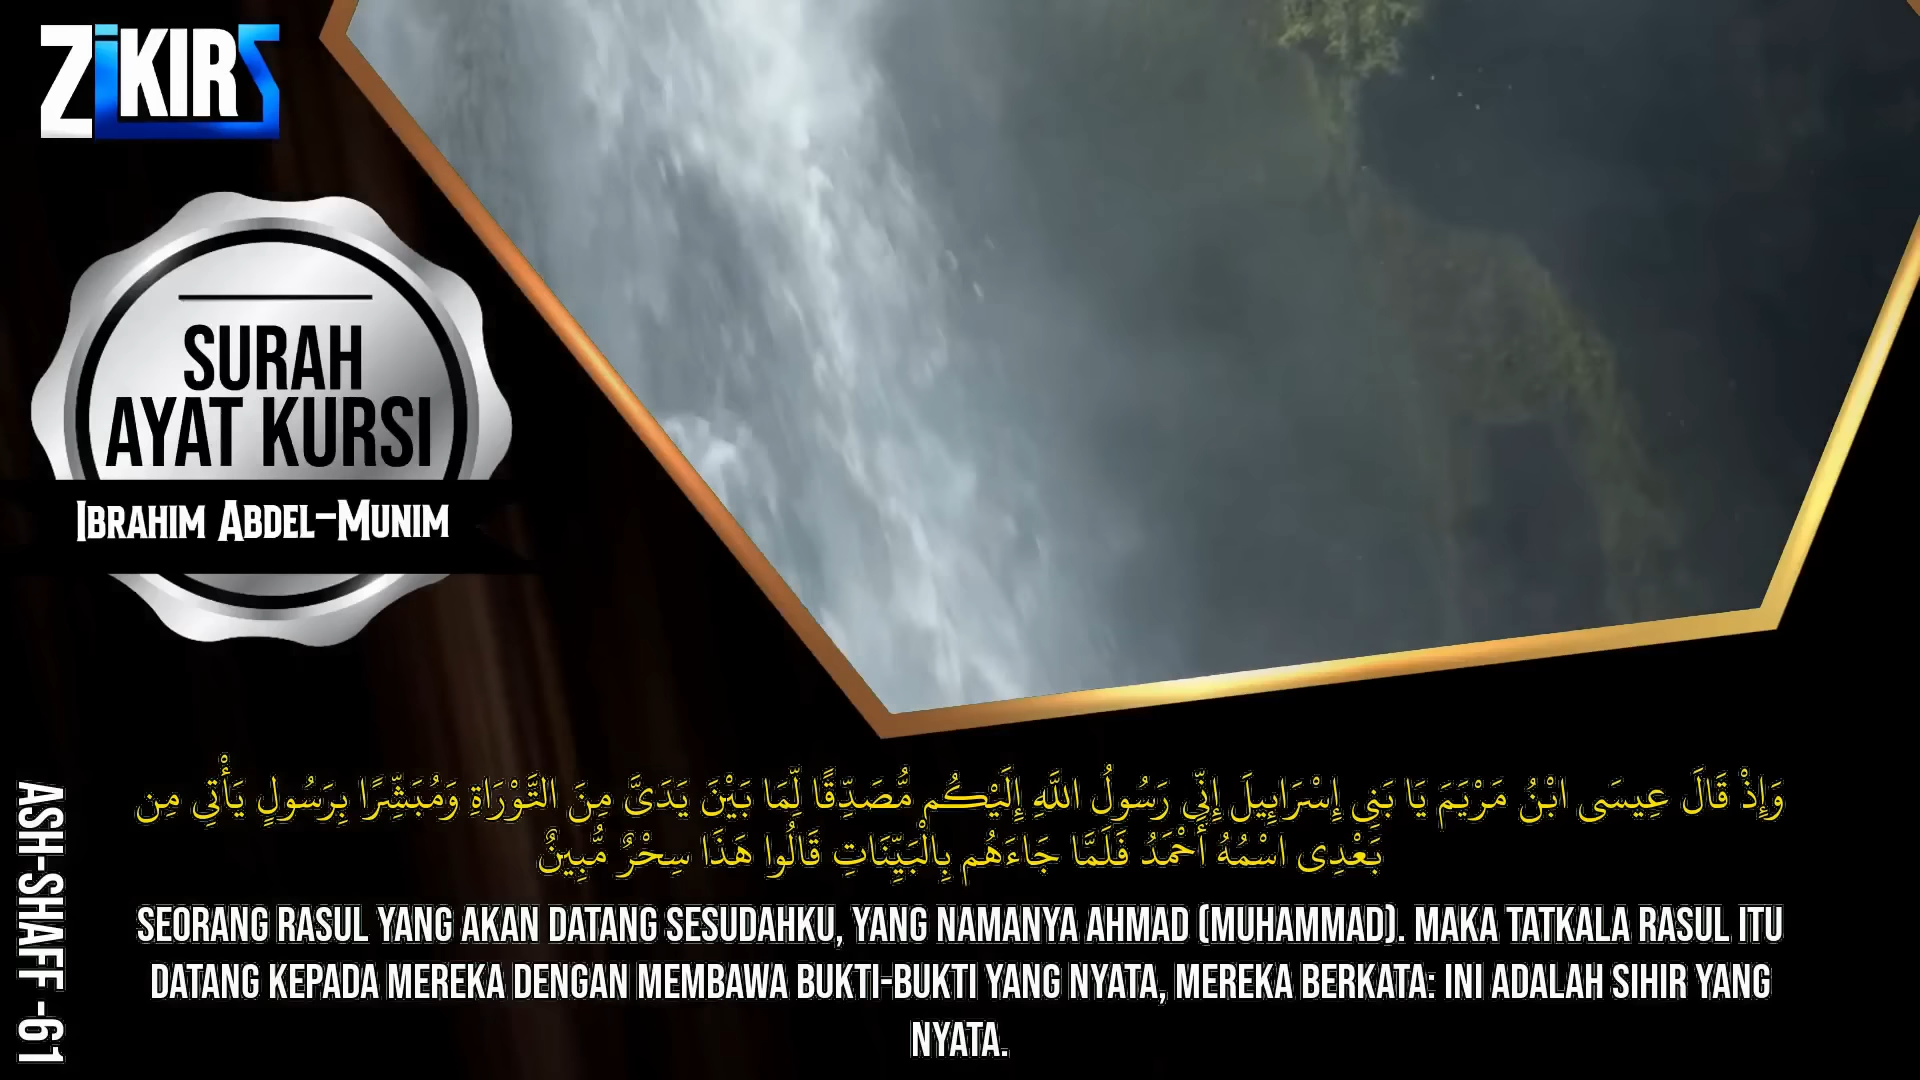 ZiKIRS
SURAH
AYAT KURSI
IBRAHIM ABDEL-MUNIM
ASH-SHAFF -61
وَإِذْ قَالَ عِيسَى ابْنُ مَرْيَمَ يَا بَنِي إِسْرَايِيلَ إِنِّي رَسُولُ اللَّهِ إِلَيْكُم مُّصَدِّقًا لِّمَا بَيْنَ يَدَيَّ مِنَ التَّوْرَاةِ وَمُبَشِّرًا بِرَسُولٍ يَأْتِي مِن
بَعْدِي اسْمُهُ أَحْمَدُ فَلَمَّا جَاءَهُم بِالْبَيِّنَاتِ قَالُوا هَذَا سِحْرٌ مُّبِينٌ
SEORANG RASUL YANG AKAN DATANG SESUDAHKU, YANG NAMANYA AHMAD (MUHAMMAD). MAKA TATKALA RASUL ITU
DATANG KEPADA MEREKA DENGAN MEMBAWA BUKTI-BUKTI YANG NYATA, MEREKA BERKATA: INI ADALAH SIHIR YANG
NYATA.